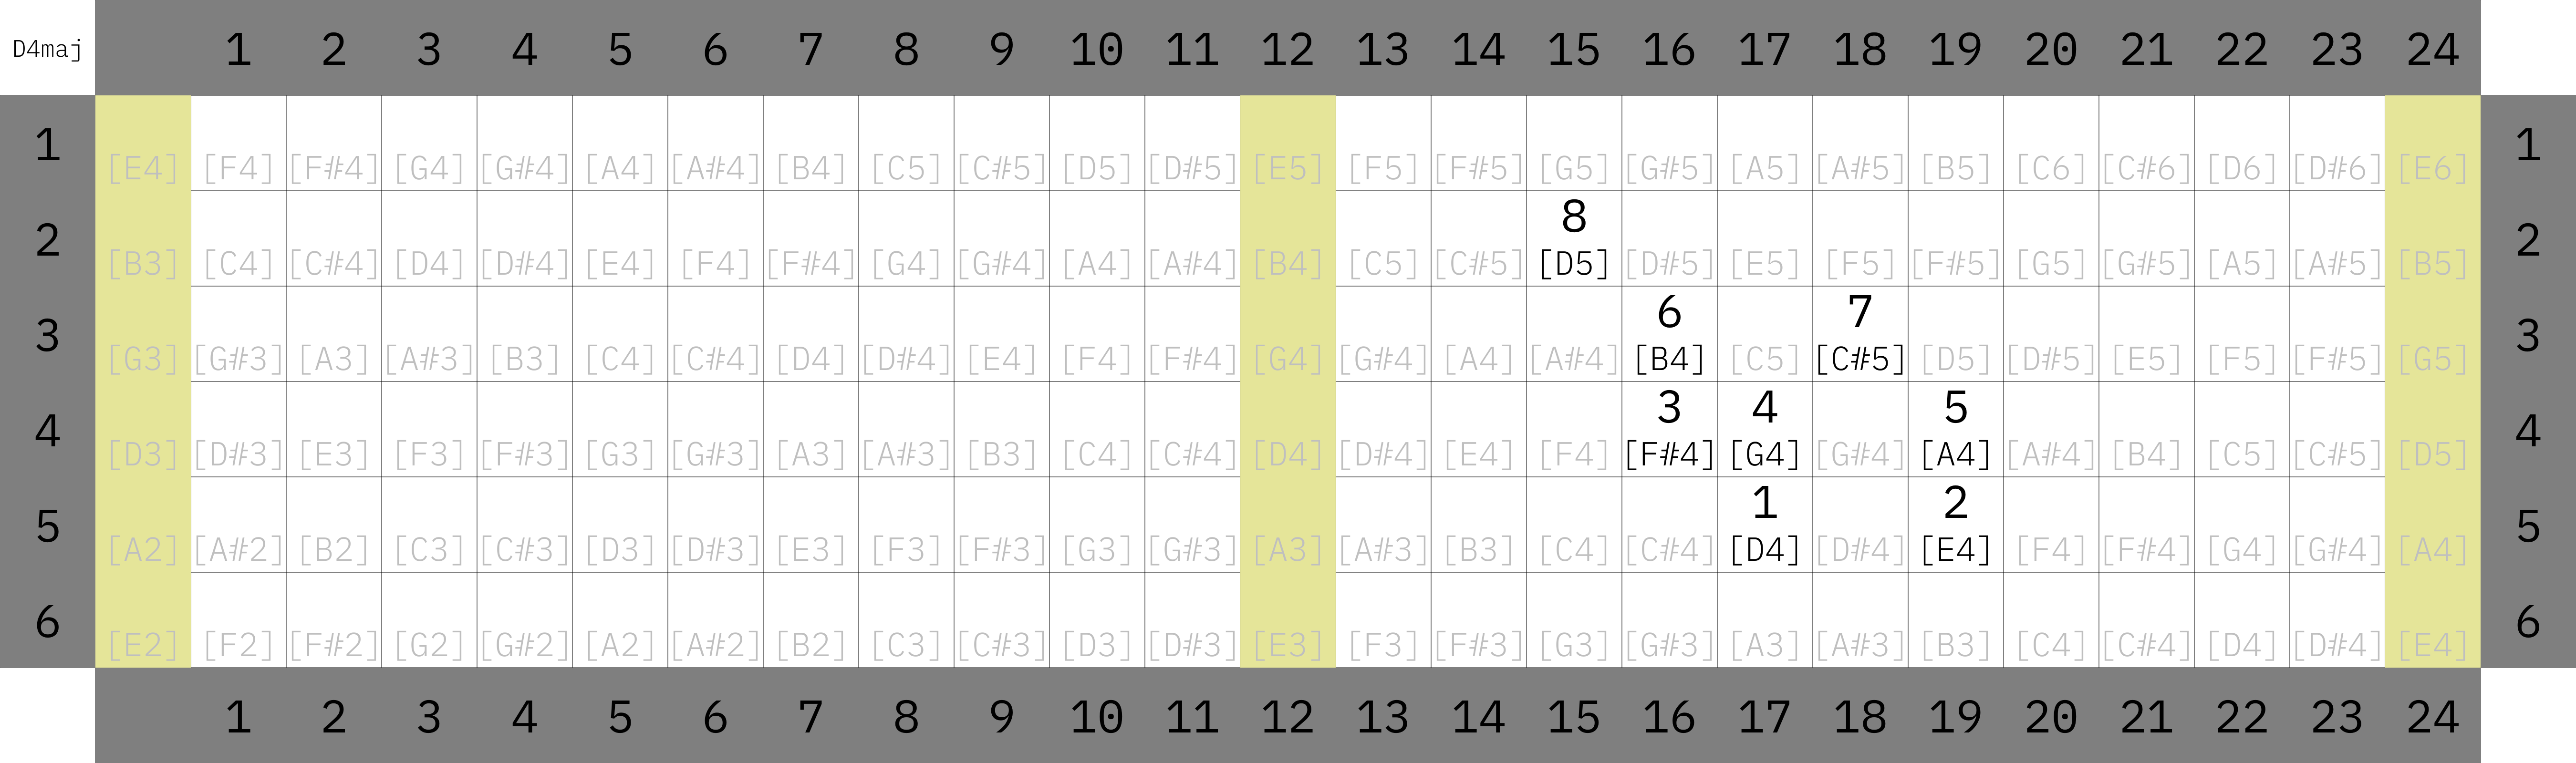 D4maj 1 2 3 4 5 6 7 8 9 10 11 12 13 14 15 16 17 18 19 20 21 22 23 24
1 [E4] [F4] [F#4] [G4] [G#4] [A4] [A#4] [B4] [C5] [C#5] [D5] [D#5] [E5] [F5] [F#5] [G5] [G#5] [A5] [A#5] [B5] [C6] [C#6] [D6] [D#6] [E6] 1
8
2 [B3] [C4] [C#4] [D4] [D#4] [E4] [F4] [F#4] [G4] [G#4] [A4] [A#4] [B4] [C5] [C#5] [D5] [D#5] [E5] [F5] [F#5] [G5] [G#5] [A5] [A#5] [B5] 2
6 7
3 [G3] [G#3] [A3] [A#3] [B3] [C4] [C#4] [D4] [D#4] [E4] [F4] [F#4] [G4] [G#4] [A4] [A#4] [B4] [C5] [C#5] [D5] [D#5] [E5] [F5] [F#5] [G5] 3
3 4 5
4 [D3] [D#3] [E3] [F3] [F#3] [G3] [G#3] [A3] [A#3] [B3] [C4] [C#4] [D4] [D#4] [E4] [F4] [F#4] [G4] [G#4] [A4] [A#4] [B4] [C5] [C#5] [D5] 4
1 2
5 [A2] [A#2] [B2] [C3] [C#3] [D3] [D#3] [E3] [F3] [F#3] [G3] [G#3] [A3] [A#3] [B3] [C4] [C#4] [D4] [D#4] [E4] [F4] [F#4] [G4] [G#4] [A4] 5
6 [E2] [F2] [F#2] [G2] [G#2] [A2] [A#2] [B2] [C3] [C#3] [D3] [D#3] [E3] [F3] [F#3] [G3] [G#3] [A3] [A#3] [B3] [C4] [C#4] [D4] [D#4] [E4] 6
1 2 3 4 5 6 7 8 9 10 11 12 13 14 15 16 17 18 19 20 21 22 23 24